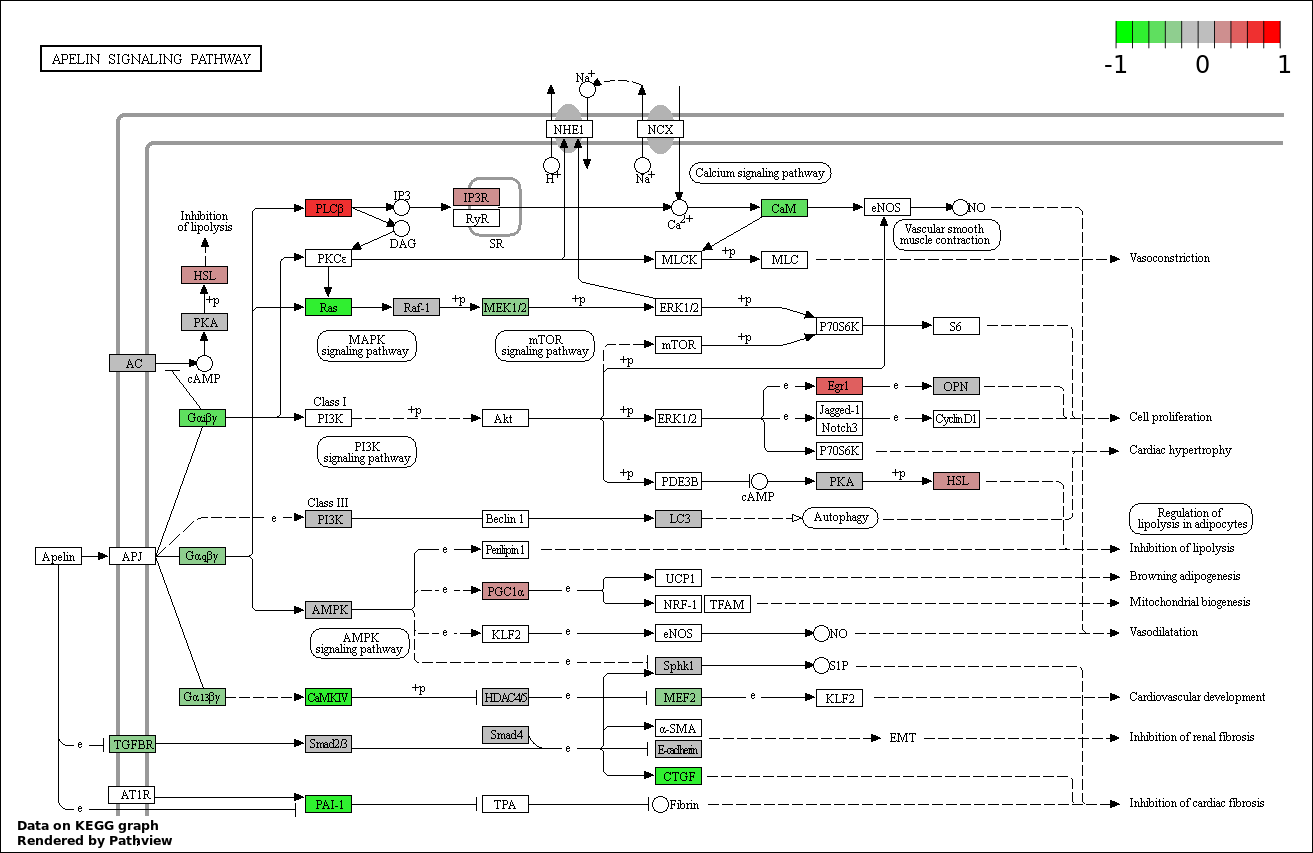 APELIN SIGNALING PATHWAY
-1
0
1
Na+
NHE1
NCX
H+
Na+
Calcium signaling pathway
Inhibition
of lipolysis
PLCβ
IP3
DAG
IP3R
RyR
SR
Ca2+
CaM
eNOS
NO
Vascular smooth
muscle contraction
HSL
+p
PKCε
MLCK
+p
MLC
Vasoconstriction
PKA
Ras
Raf-1
+p
MEK1/2
+p
ERK1/2
+p
P70S6K
S6
MAPK
signaling pathway
mTOR
signaling pathway
mTOR
+p
+p
AC
cAMP
Gαiβγ
Class I
PI3K
+p
Akt
+p
ERK1/2
e
Egr1
e
OPN
e
Jagged-1
Notch3
e
CyclinD1
Cell proliferation
PI3K
signaling pathway
P70S6K
Cardiac hypertrophy
+p
PDE3B
cAMP
PKA
+p
HSL
Class III
e
PI3K
Beclin 1
LC3
Autophagy
Regulation of
lipolysis in adipocytes
Apelin
APJ
Gαqβγ
e
Perilipin1
Inhibition of lipolysis
e
PGC1α
e
UCP1
Browning adipogenesis
NRF-1
TFAM
Mitochondrial biogenesis
AMPK
AMPK
signaling pathway
e
KLF2
e
eNOS
NO
Vasodilatation
e
Sphk1
S1P
Gα13βγ
CaMKIV
+p
HDAC4/5
e
MEF2
e
KLF2
Cardiovascular development
e
TGFBR
Smad2/3
Smad4
e
α-SMA
E-cadherin
EMT
Inhibition of renal fibrosis
CTGF
AT1R
e
PAI-1
TPA
Fibrin
Inhibition of cardiac fibrosis
Data on KEGG graph
Rendered by Pathview